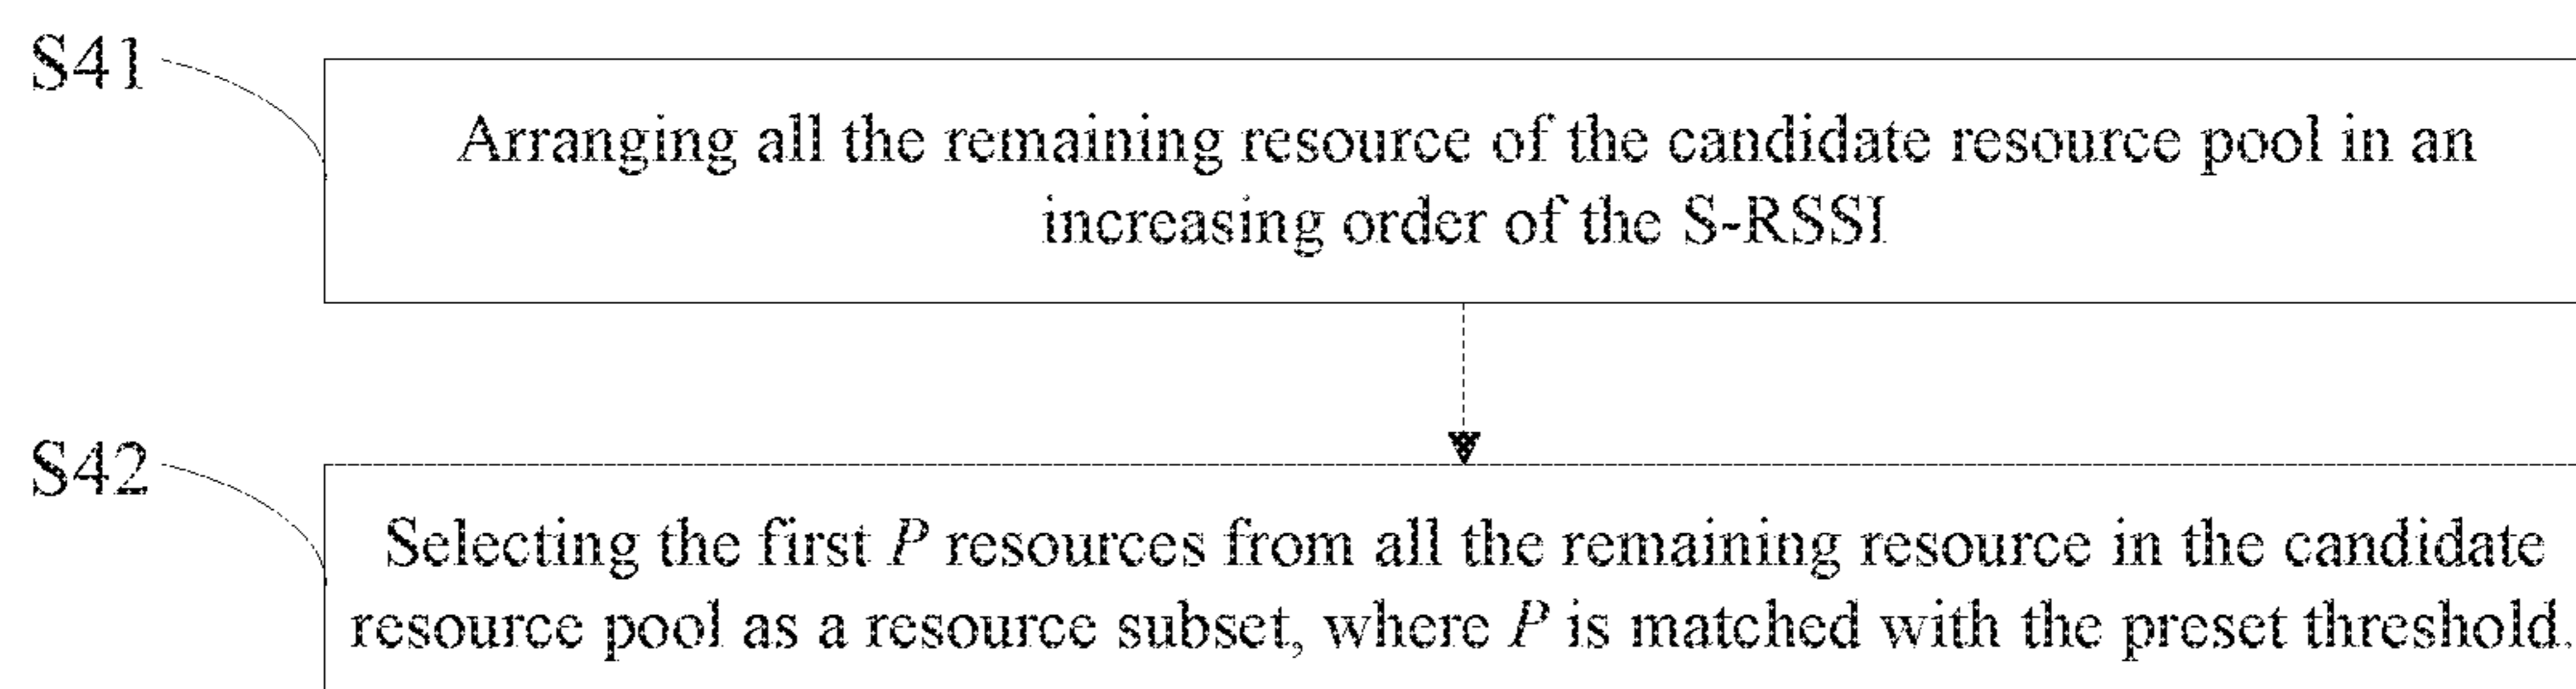 S41
Arranging all the remaining resource of the candidate resource pool in an
increasing order of the S-RSSI
S42
Selecting the first P resources from all the remaining resource in the candidate
resource pool as a resource subset, where P is matched with the preset threshold.